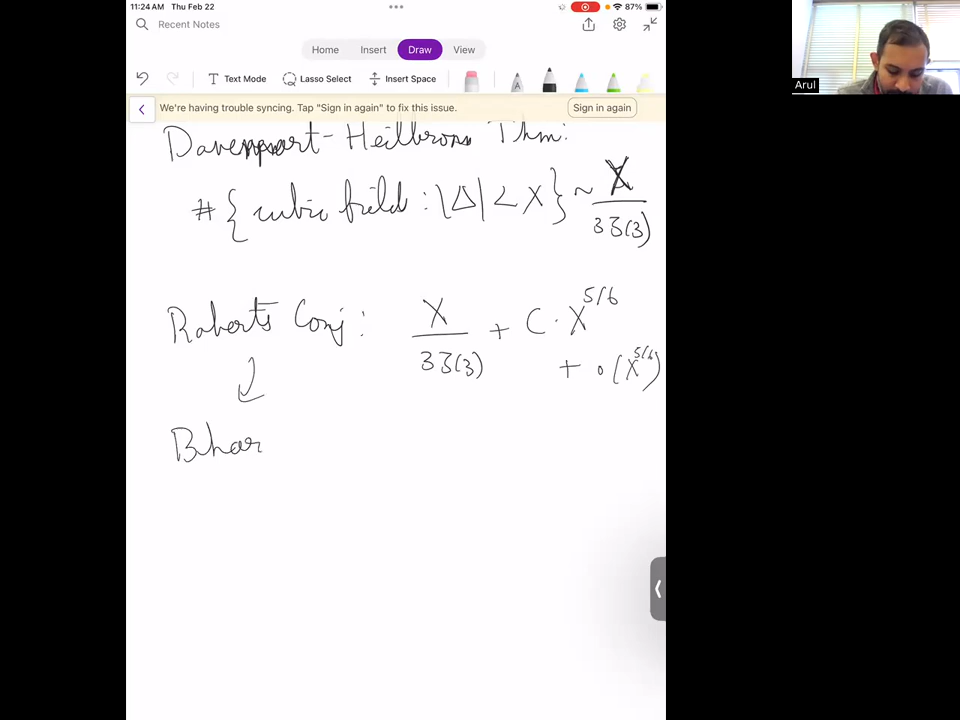 11:24 AM Thu Feb 22
87%
Recent Notes
Home Insert Draw View
Text Mode Lasso Select Insert Space
We're having trouble syncing. Tap "Sign in again" to fix this issue. Sign in again
Davenport-Heilbronn Thm:
# { cubic field : |Δ| < X } ~ X / 3ζ(3)
Roberts Conj: X / 3ζ(3) + C · X^5/6
+ o(X^5/6)
Bhar
Arul